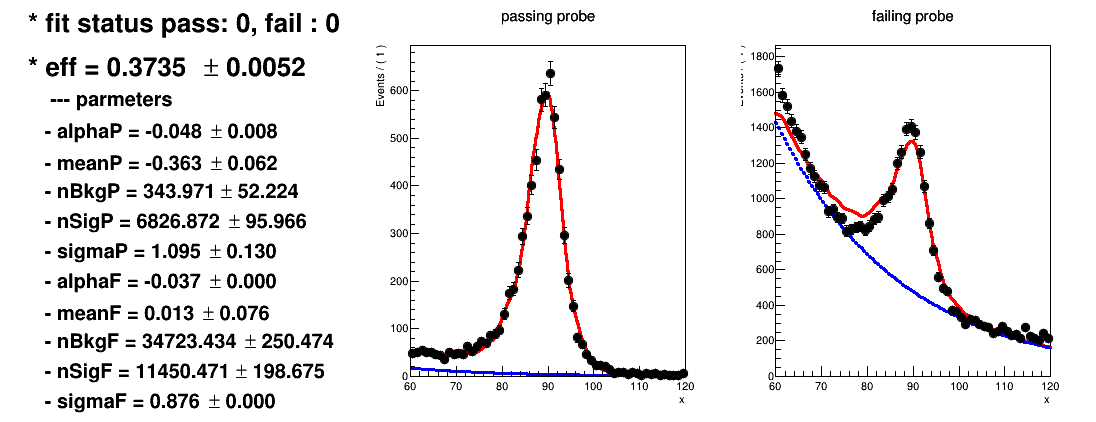 * fit status pass: 0, fail : 0
* eff = 0.3735 ± 0.0052
--- parmeters
- alphaP = -0.048 ± 0.008
- meanP = -0.363 ± 0.062
- nBkgP = 343.971 ± 52.224
- nSigP = 6826.872 ± 95.966
- sigmaP = 1.095 ± 0.130
- alphaF = -0.037 ± 0.000
- meanF = 0.013 ± 0.076
- nBkgF = 34723.434 ± 250.474
- nSigF = 11450.471 ± 198.675
- sigmaF = 0.876 ± 0.000
passing probe
Events / ( 1 )
600
500
400
300
200
100
0
60 70 80 90 100 110 120
x
failing probe
Events / ( 1 )
1800
1600
1400
1200
1000
800
600
400
200
0
60 70 80 90 100 110 120
x